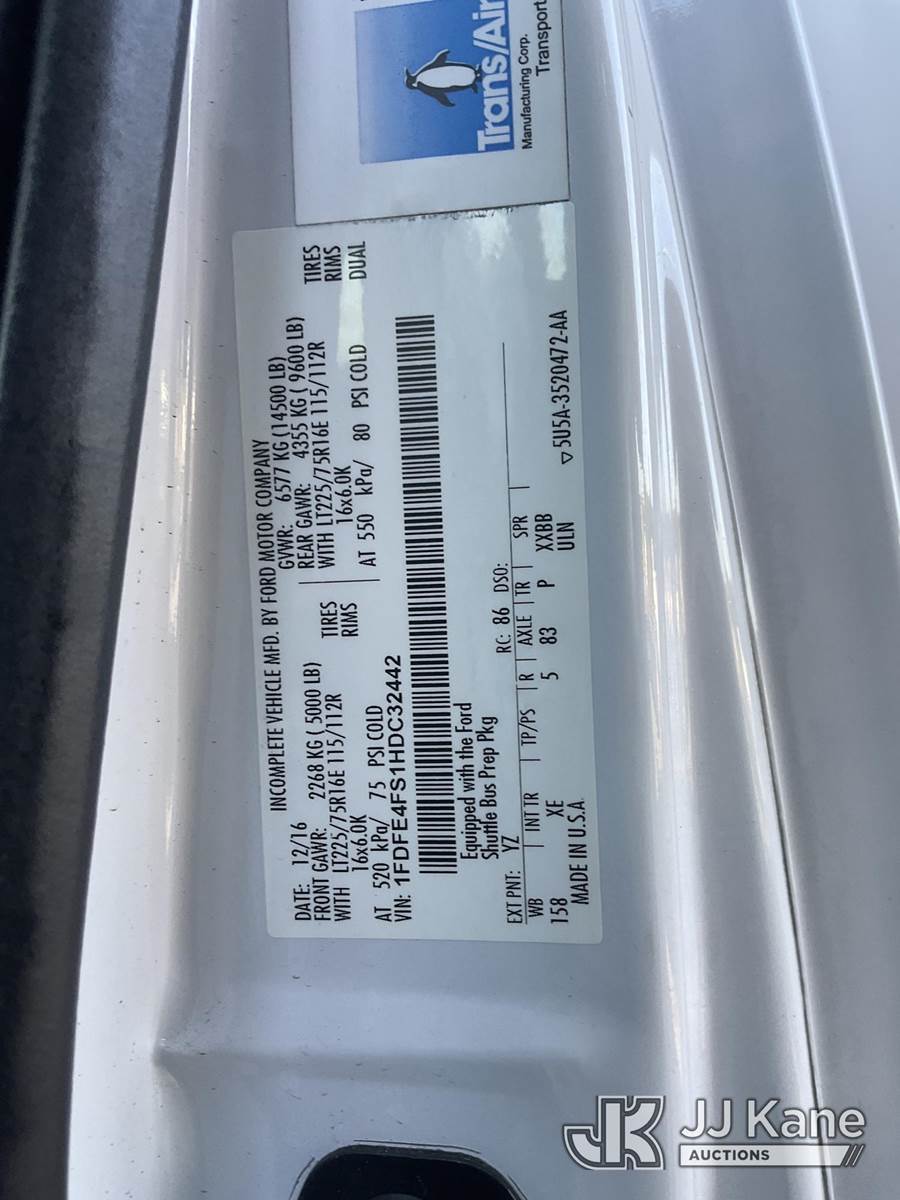 INCOMPLETE VEHICLE MFD. BY FORD MOTOR COMPANY
DATE: 12/16 GVWR: 6577 KG (14500 LB)
FRONT GAWR: 2268 KG ( 5000 LB) REAR GAWR: 4355 KG ( 9600 LB)
WITH LT225/75R16E 115/112R TIRES WITH LT225/75R16E 115/112R TIRES
16x6.0K RIMS 16x6.0K RIMS
AT 520 kPa/ 75 PSI COLD AT 550 kPa/ 80 PSI COLD DUAL
VIN: 1FDFE4FS1HDC32442
Equipped with the Ford
Shuttle Bus Prep Pkg
EXT PNT: YZ RC: 86 DSO:
WB INT TR TP/PS R AXLE TR SPR
158 XE 5 83 P XXBB
MADE IN U.S.A. ULN ▽5U5A-3520472-AA
Trans/Air
Manufacturing Corp.
Transport
JK JJ Kane
AUCTIONS